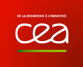 DE LA RECHERCHE À L'INDUSTRIE
cea